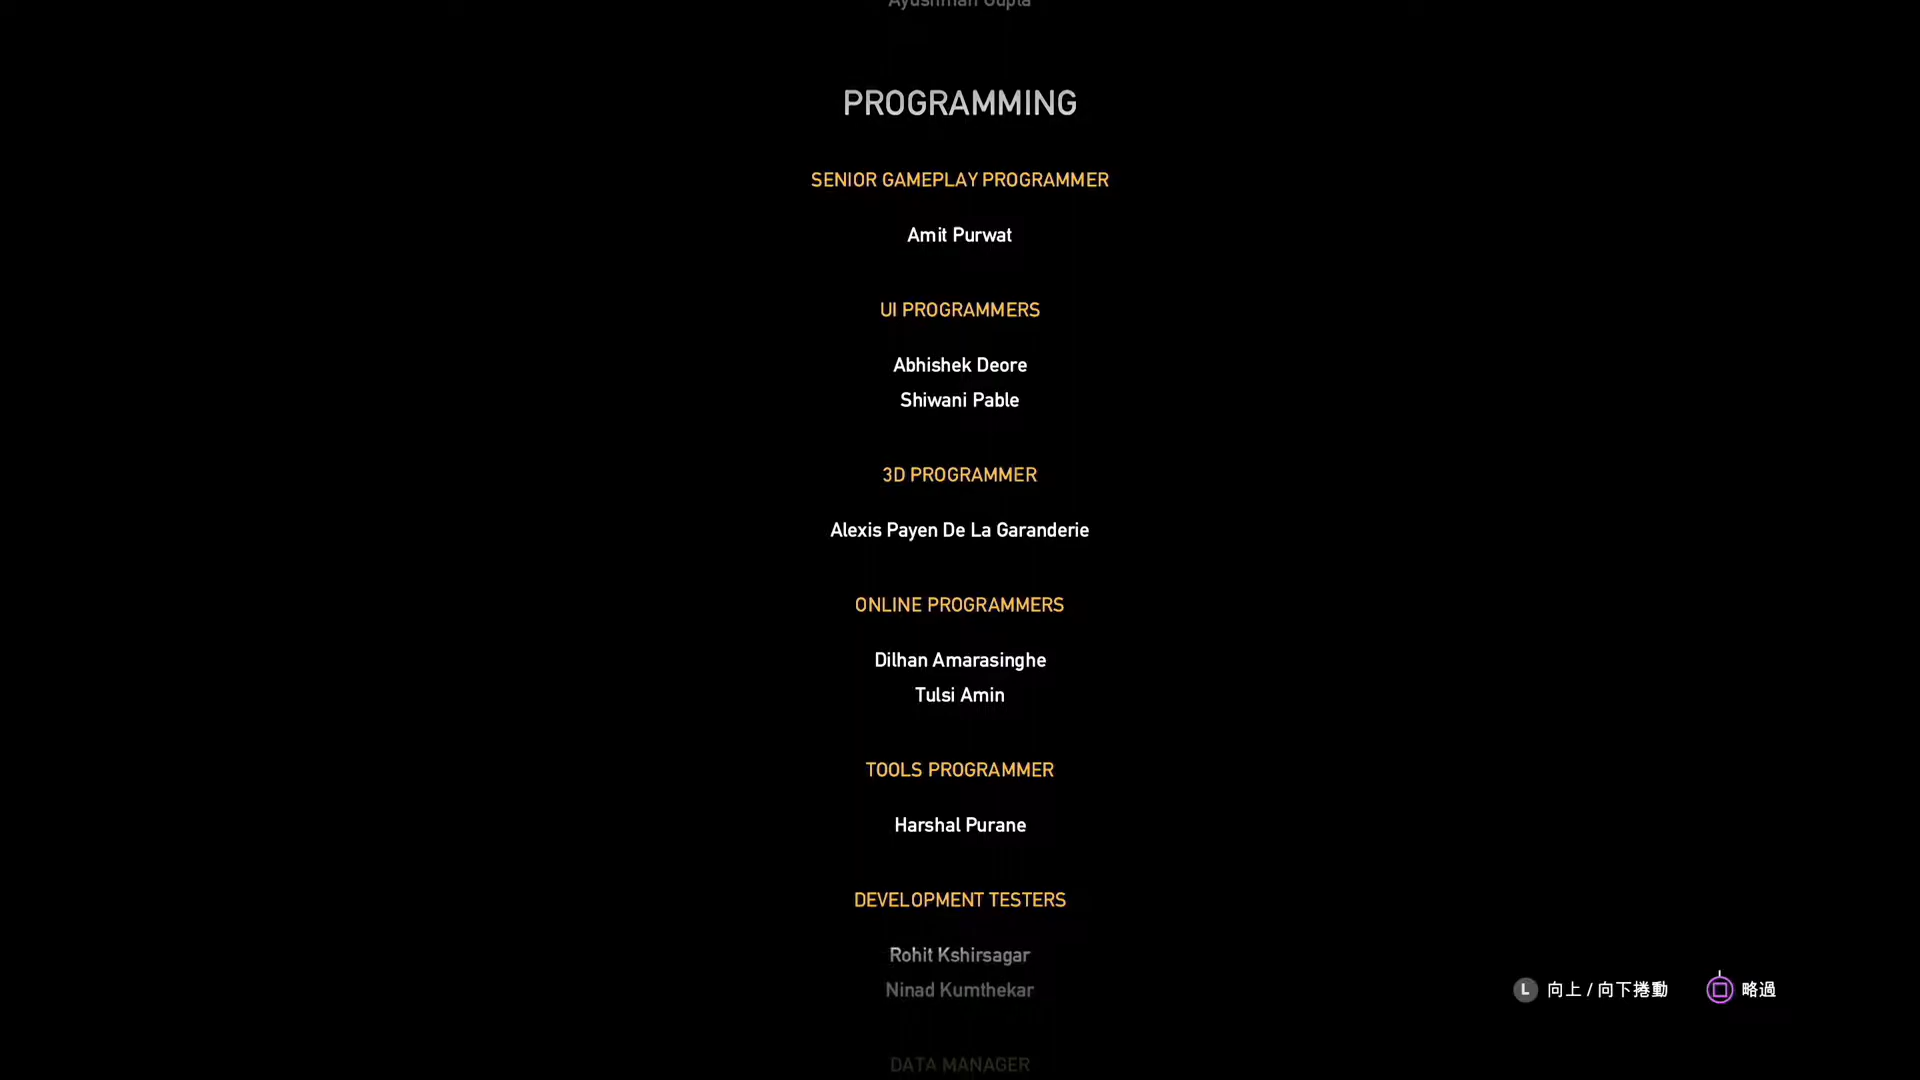 Ayushman Gupta
PROGRAMMING
SENIOR GAMEPLAY PROGRAMMER
Amit Purwat
UI PROGRAMMERS
Abhishek Deore
Shiwani Pable
3D PROGRAMMER
Alexis Payen De La Garanderie
ONLINE PROGRAMMERS
Dilhan Amarasinghe
Tulsi Amin
TOOLS PROGRAMMER
Harshal Purane
DEVELOPMENT TESTERS
Rohit Kshirsagar
Ninad Kumthekar
L 向上 / 向下捲動 略過
DATA MANAGER